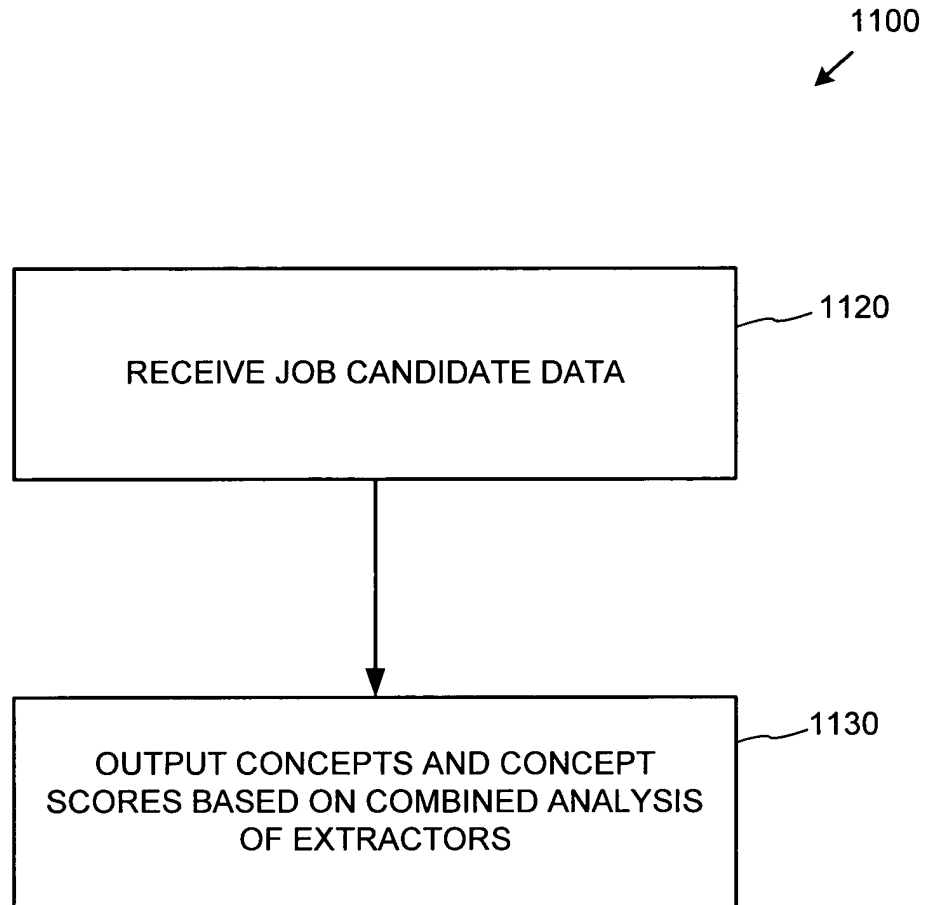 1100
1120
RECEIVE JOB CANDIDATE DATA
1130
OUTPUT CONCEPTS AND CONCEPT
SCORES BASED ON COMBINED ANALYSIS
OF EXTRACTORS